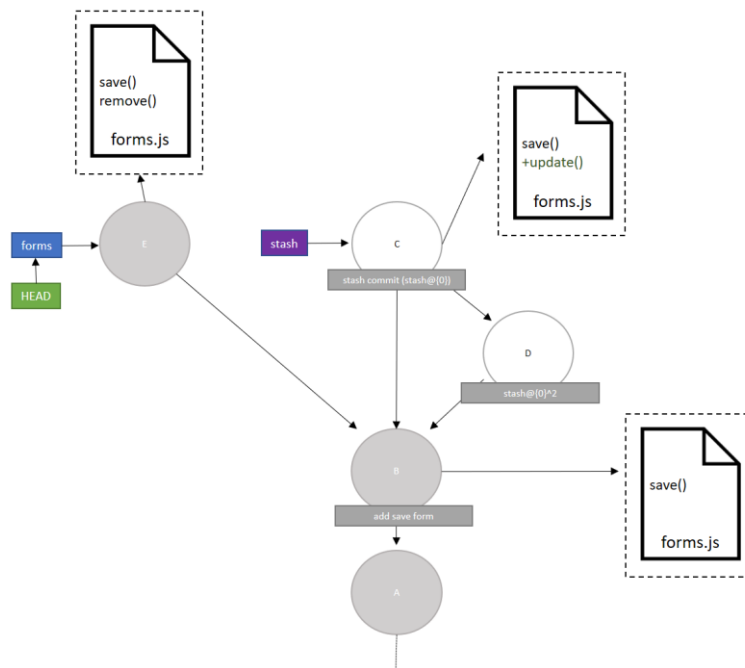 save()
remove()
forms.js
save()
+update()
forms.js
E
C
forms
stash
HEAD
stash commit (stash@{0})
D
stash@{0}^2
B
save()
add save form
forms.js
A